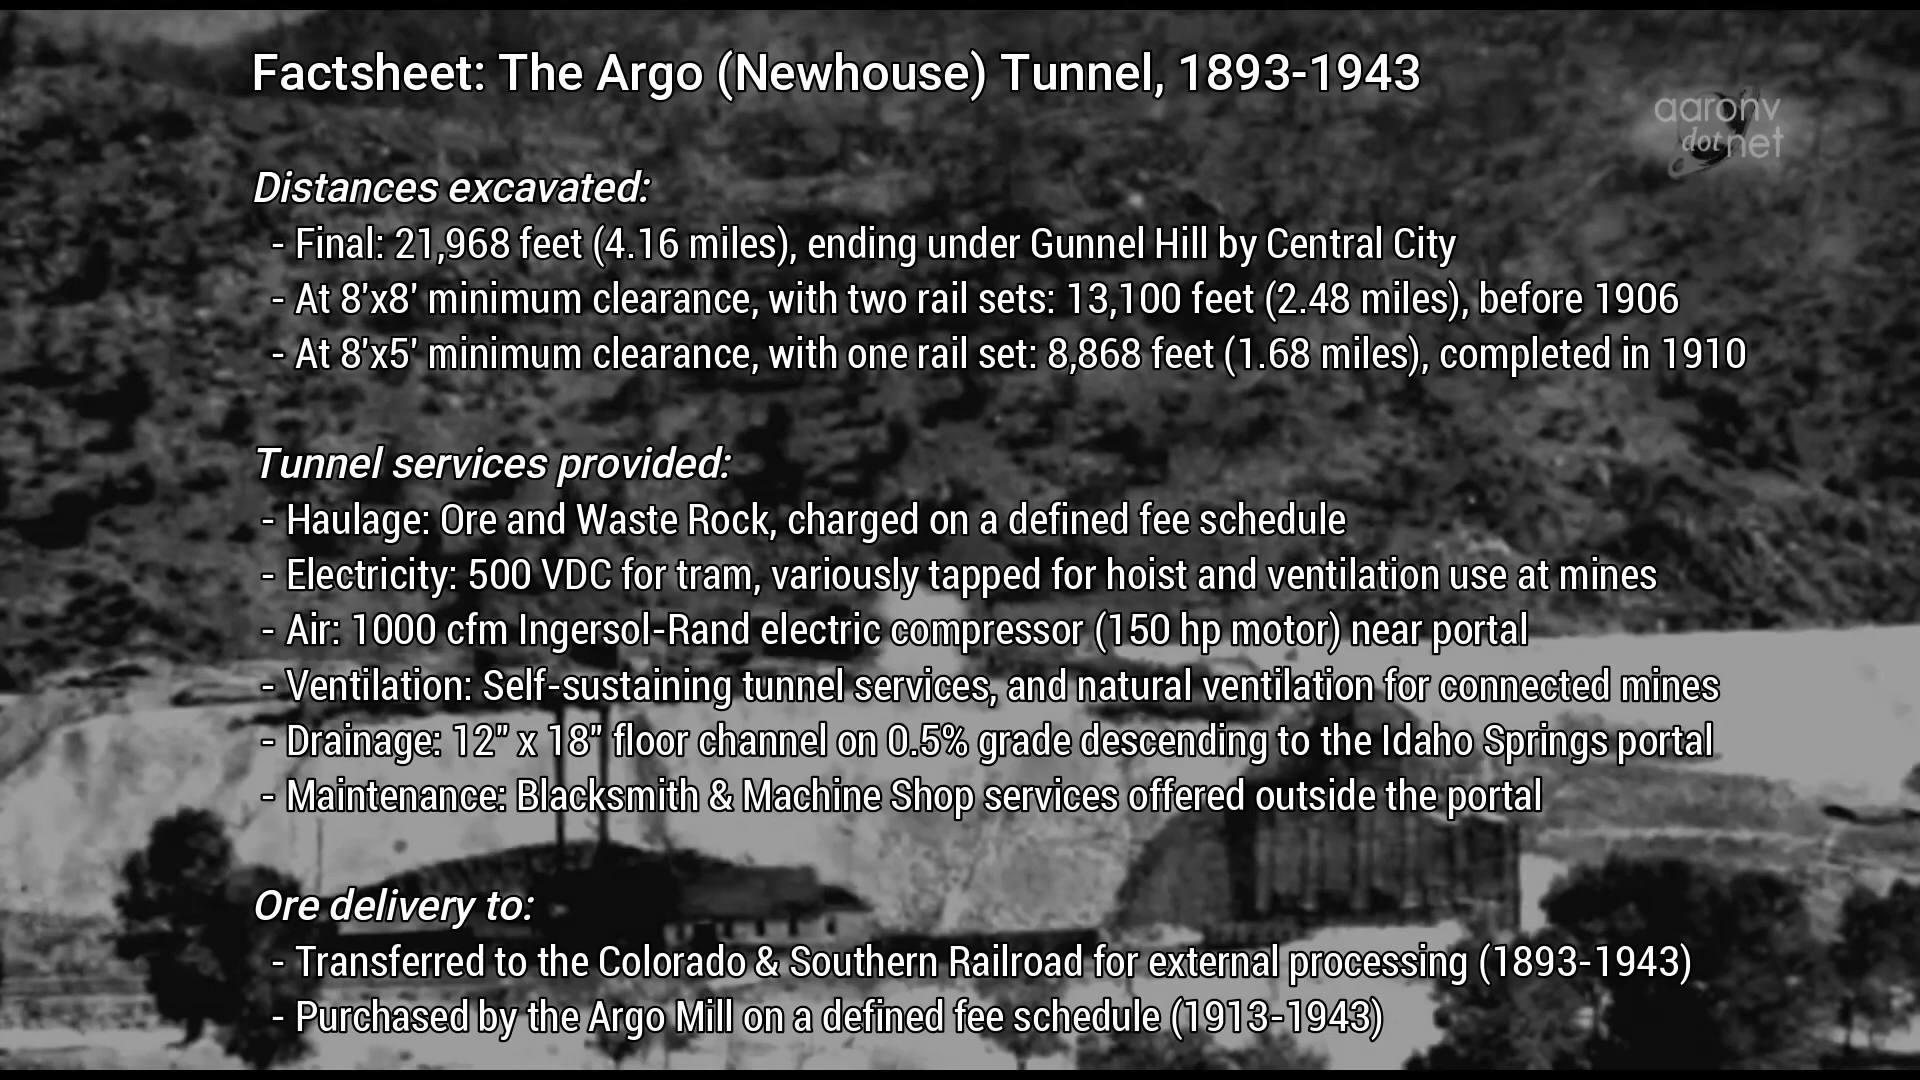 Factsheet: The Argo (Newhouse) Tunnel, 1893-1943
aaronv
dot net
Distances excavated:
- Final: 21,968 feet (4.16 miles), ending under Gunnel Hill by Central City
- At 8'x8' minimum clearance, with two rail sets: 13,100 feet (2.48 miles), before 1906
- At 8'x5' minimum clearance, with one rail set: 8,868 feet (1.68 miles), completed in 1910
Tunnel services provided:
- Haulage: Ore and Waste Rock, charged on a defined fee schedule
- Electricity: 500 VDC for tram, variously tapped for hoist and ventilation use at mines
- Air: 1000 cfm Ingersol-Rand electric compressor (150 hp motor) near portal
- Ventilation: Self-sustaining tunnel services, and natural ventilation for connected mines
- Drainage: 12" x 18" floor channel on 0.5% grade descending to the Idaho Springs portal
- Maintenance: Blacksmith & Machine Shop services offered outside the portal
Ore delivery to:
- Transferred to the Colorado & Southern Railroad for external processing (1893-1943)
- Purchased by the Argo Mill on a defined fee schedule (1913-1943)